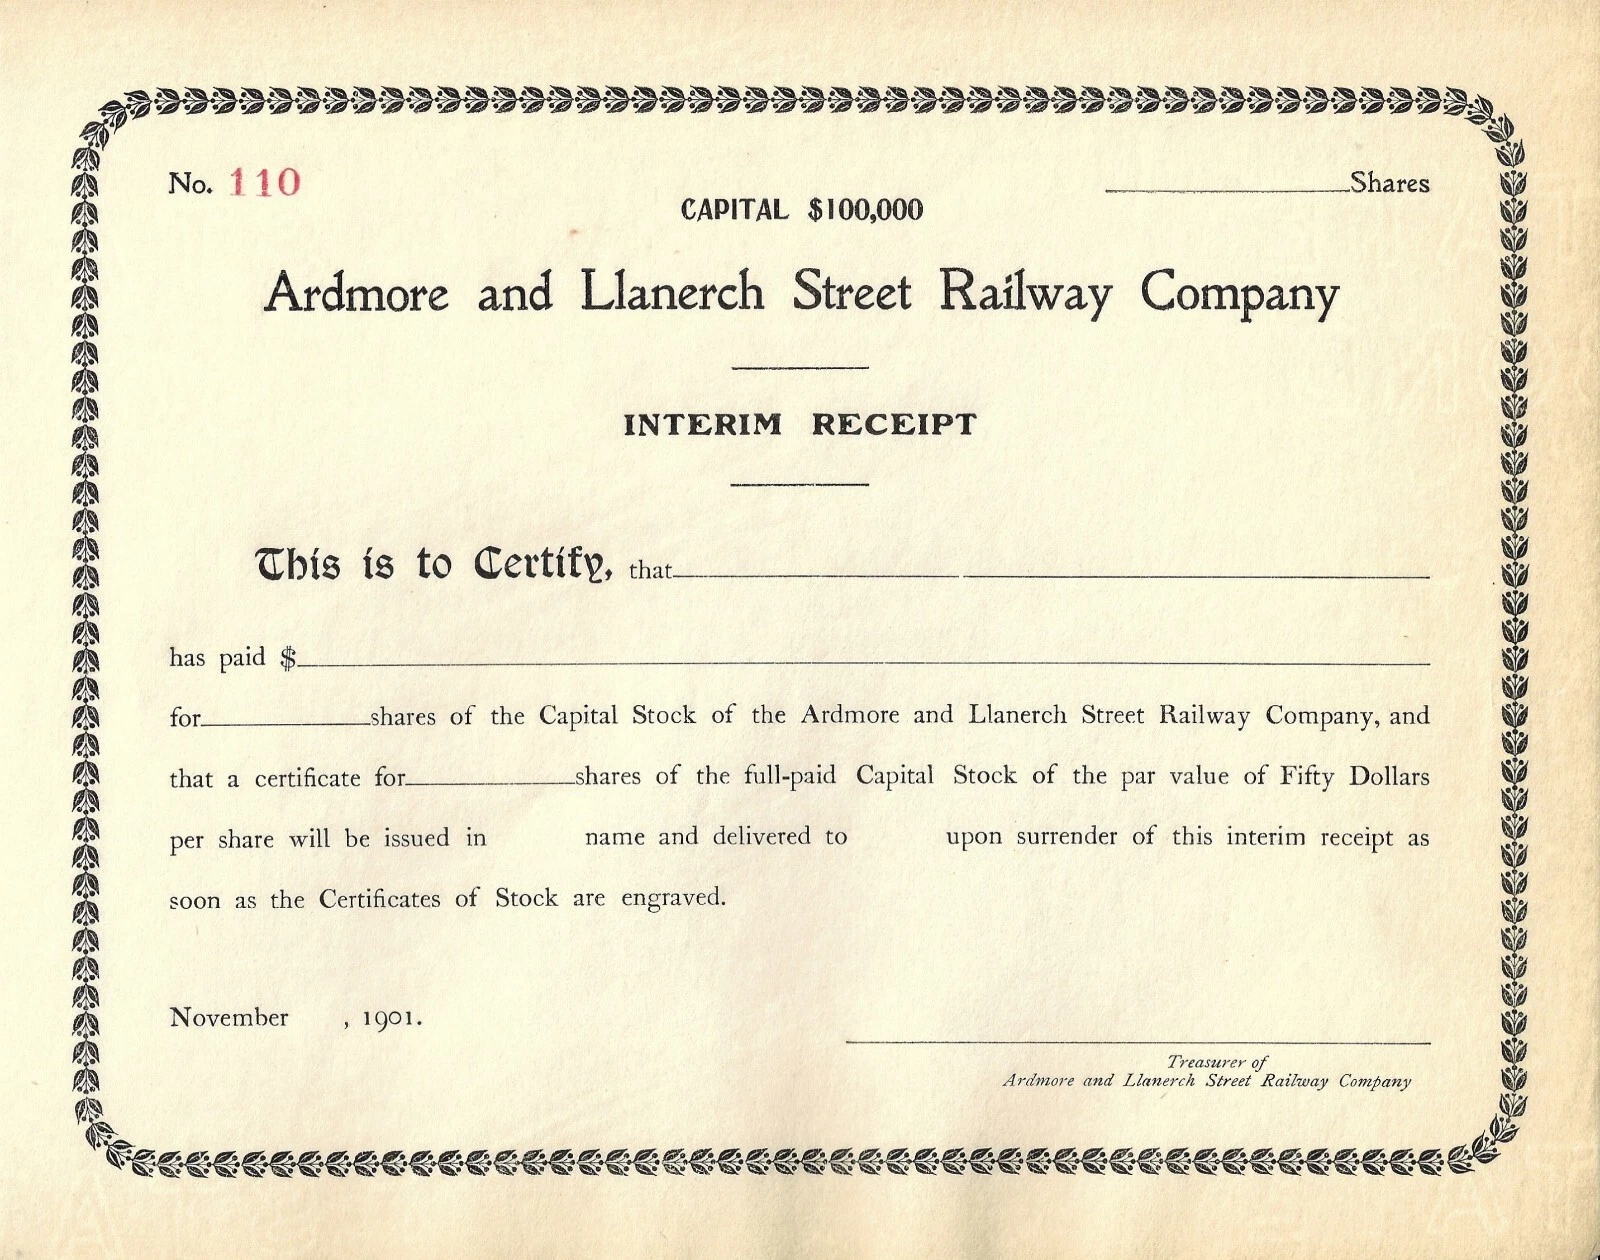 No. 110
Shares
CAPITAL $100,000
Ardmore and Llanerch Street Railway Company
INTERIM RECEIPT
This is to Certify, that
has paid $
for shares of the Capital Stock of the Ardmore and Llanerch Street Railway Company, and
that a certificate for shares of the full-paid Capital Stock of the par value of Fifty Dollars
per share will be issued in name and delivered to upon surrender of this interim receipt as
soon as the Certificates of Stock are engraved.
November , 1901.
Treasurer of
Ardmore and Llanerch Street Railway Company